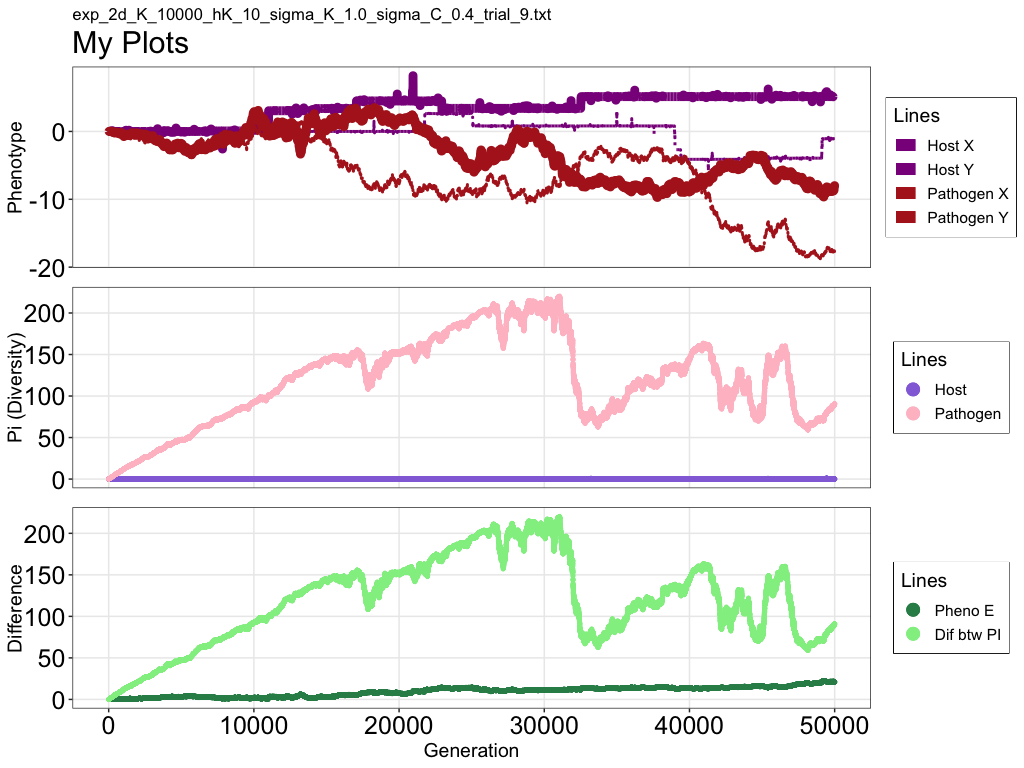 exp_2d_K_10000_hK_10_sigma_K_1.0_sigma_C_0.4_trial_9.txt
My Plots
Phenotype
0
-10
-20
Lines
Host X
Host Y
Pathogen X
Pathogen Y
Pi (Diversity)
200
150
100
50
0
Lines
Host
Pathogen
Difference
200
150
100
50
0
Lines
Pheno E
Dif btw PI
0 10000 20000 30000 40000 50000
Generation